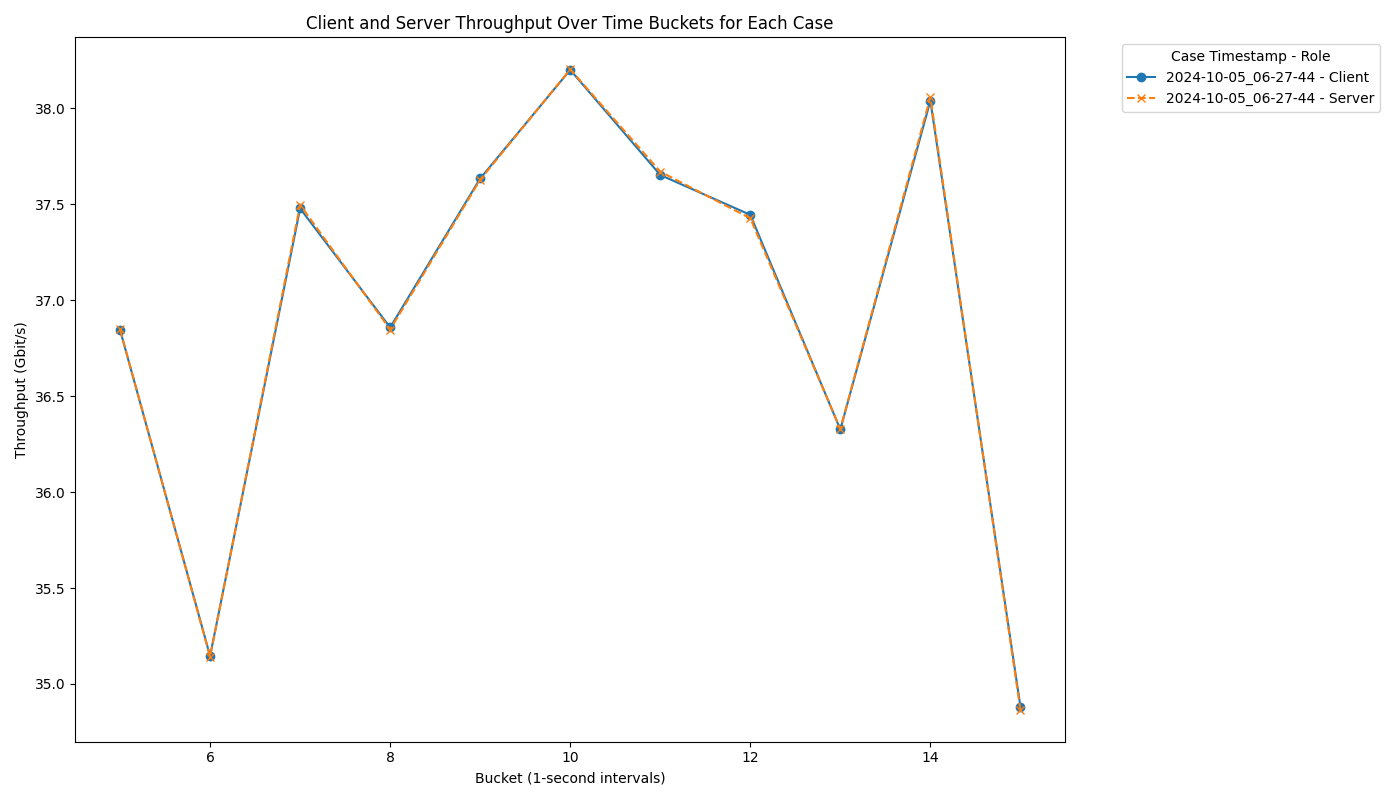 Client and Server Throughput Over Time Buckets for Each Case
Case Timestamp - Role
2024-10-05_06-27-44 - Client
2024-10-05_06-27-44 - Server
Throughput (Gbit/s)
38.0
37.5
37.0
36.5
36.0
35.5
35.0
6
8
10
12
14
Bucket (1-second intervals)